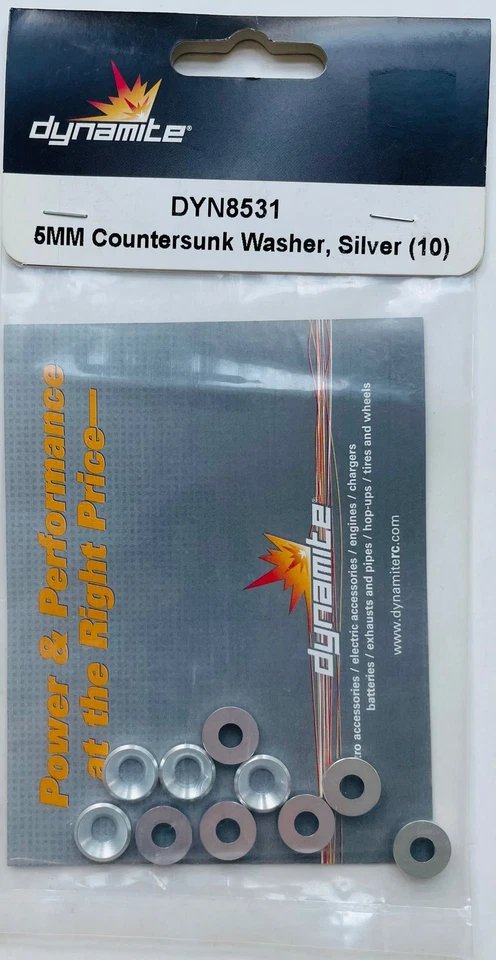 dynamite®
DYN8531
5MM Countersunk Washer, Silver (10)
Power & Performance
at the Right Price—
dynamite®
accessories / electric accessories / engines / chargers
batteries / exhausts and pipes / hop-ups / tires and wheels
www.dynamiterc.com